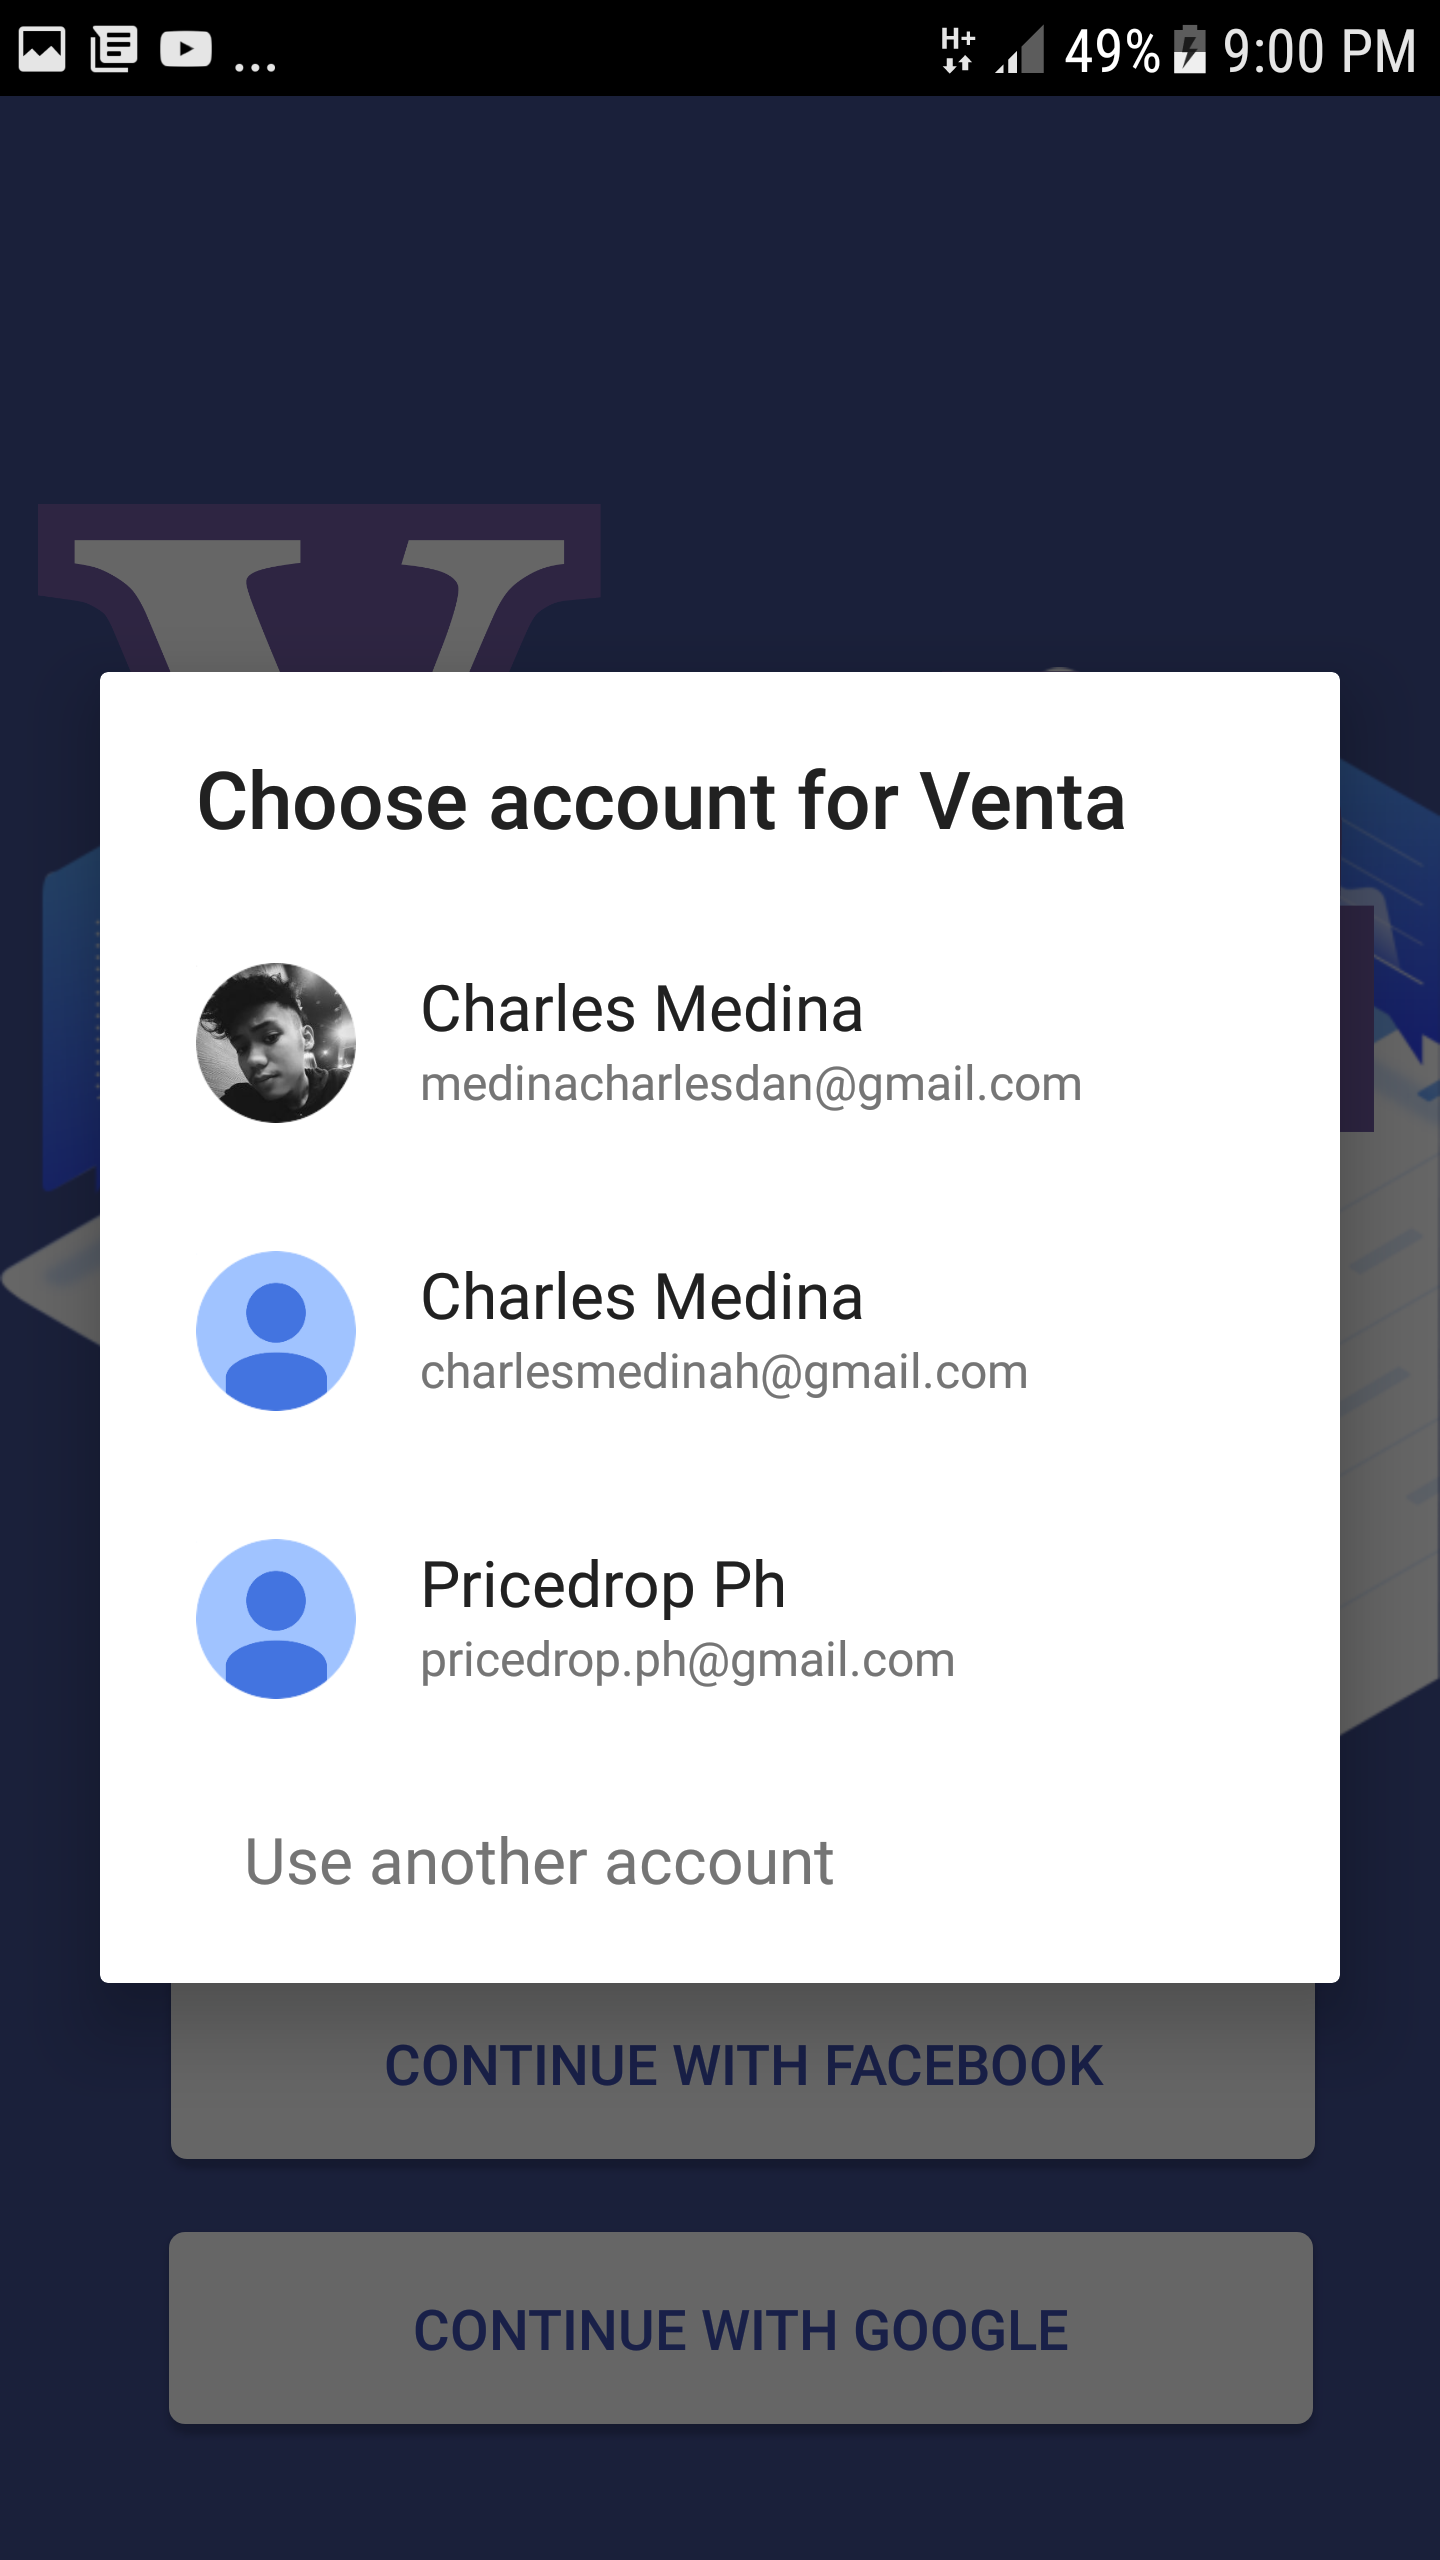 ... H+ 49% 9:00 PM
V
Choose account for Venta
Charles Medina
medinacharlesdan@gmail.com
Charles Medina
charlesmedinah@gmail.com
Pricedrop Ph
pricedrop.ph@gmail.com
Use another account
CONTINUE WITH FACEBOOK
CONTINUE WITH GOOGLE